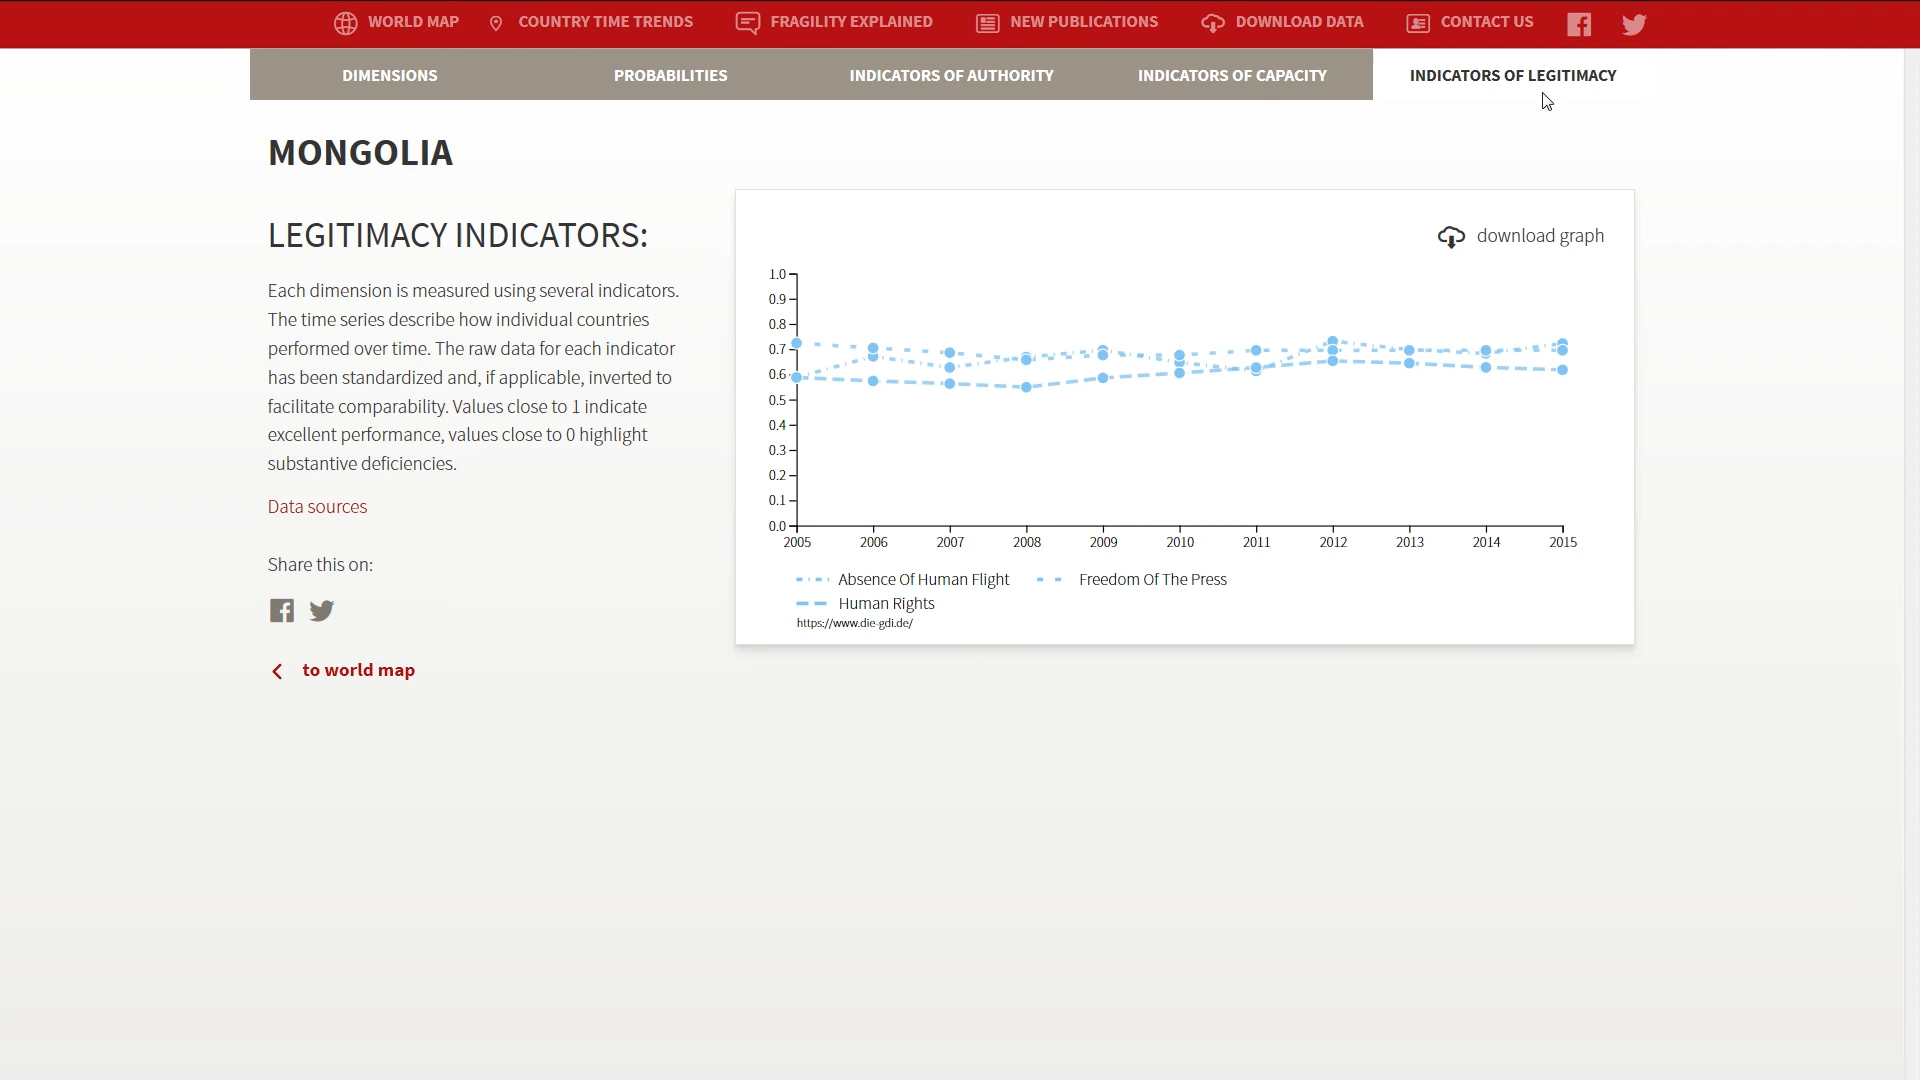 WORLD MAP COUNTRY TIME TRENDS FRAGILITY EXPLAINED NEW PUBLICATIONS DOWNLOAD DATA CONTACT US
DIMENSIONS PROBABILITIES INDICATORS OF AUTHORITY INDICATORS OF CAPACITY INDICATORS OF LEGITIMACY
MONGOLIA
LEGITIMACY INDICATORS:
Each dimension is measured using several indicators.
The time series describe how individual countries
performed over time. The raw data for each indicator
has been standardized and, if applicable, inverted to
facilitate comparability. Values close to 1 indicate
excellent performance, values close to 0 highlight
substantive deficiencies.
Data sources
Share this on:
to world map
download graph
1.0
0.9
0.8
0.7
0.6
0.5
0.4
0.3
0.2
0.1
0.0
2005 2006 2007 2008 2009 2010 2011 2012 2013 2014 2015
Absence Of Human Flight Freedom Of The Press
Human Rights
https://www.die-gdi.de/